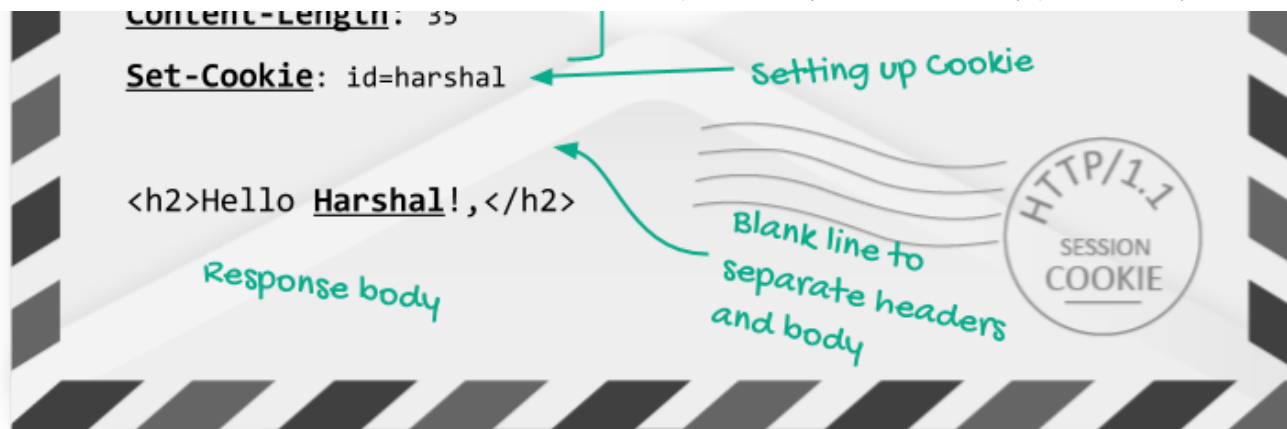 Content-Length: 35
Set-Cookie: id=harshal
Setting up Cookie
<h2>Hello Harshal!,</h2>
Response body
Blank line to
separate headers
and body
HTTP/1.1
SESSION
COOKIE